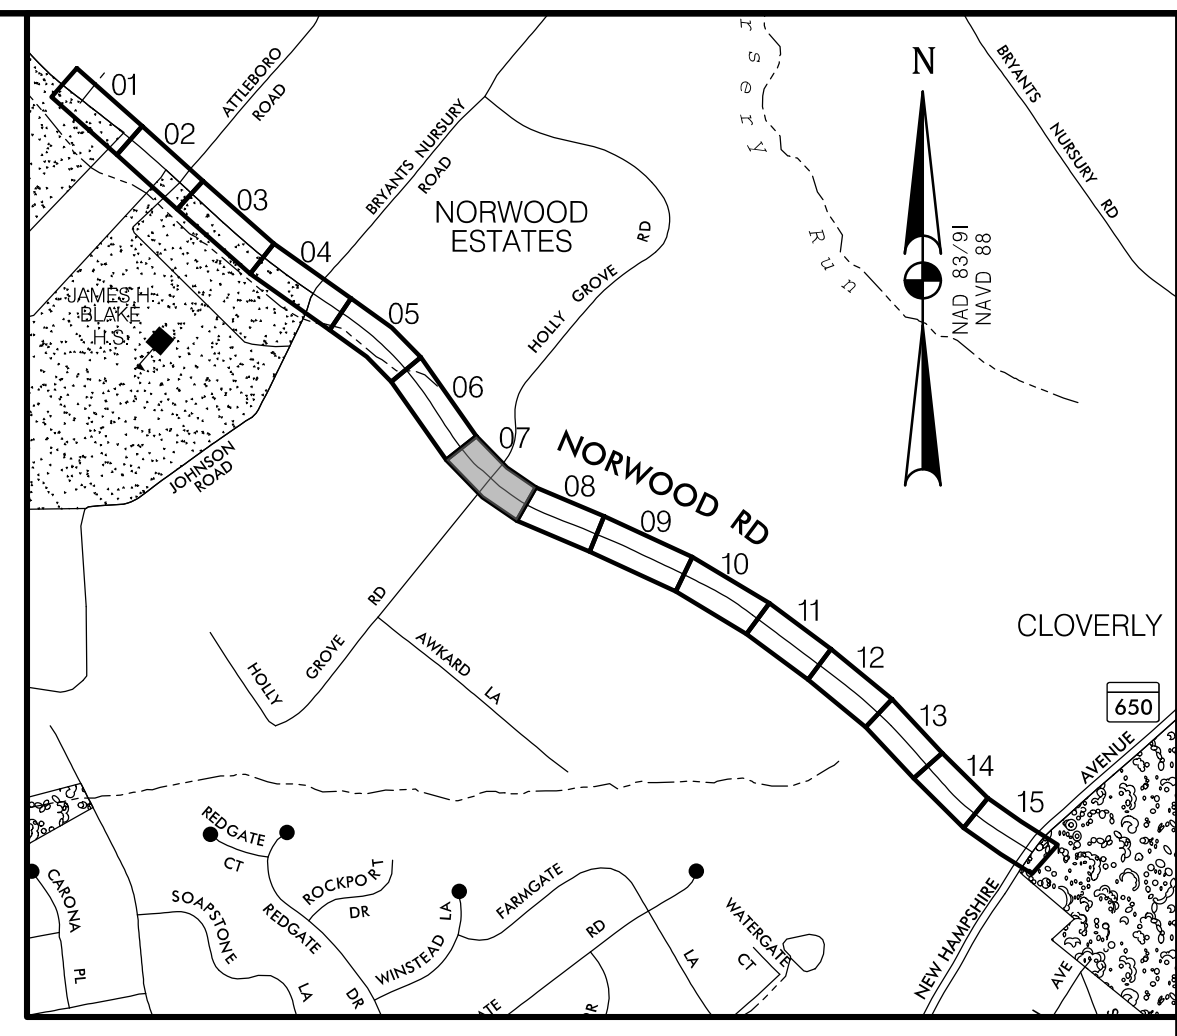 01
02
03
04
05
06
07
08
09
10
11
12
13
14
15
ATTLEBORO
ROAD
BRYANTS NURSURY
ROAD
NORWOOD
ESTATES
HOLLY GROVE RD
rsery
Run
N
NAD 83/91
NAVD 88
BRYANTS NURSURY RD
JAMES H.
BLAKE
H.S.
JOHNSON
ROAD
NORWOOD RD
HOLLY GROVE RD
AWKARD LA
CLOVERLY
650
AVENUE
NEW HAMPSHIRE
AVE
REDGATE
CT
ROCKPORT
DR
SOAPSTONE
LA
REDGATE
DR
WINSTEAD LA
FARMGATE
LA
RD
WATERGATE
CT
CARONA
PL